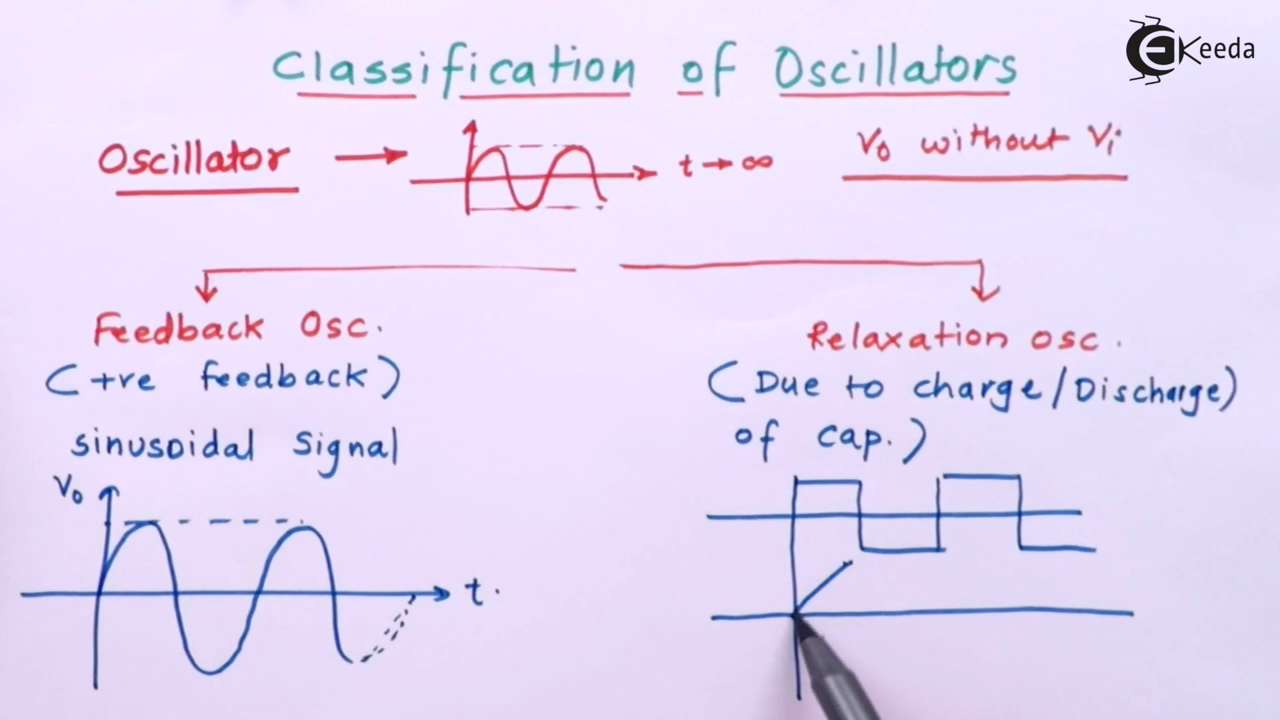 Classification of Oscillators
Keeda
Oscillator → t → ∞
V₀ without Vᵢ
Feedback Osc.
(+ve feedback)
sinusoidal signal
V₀
t.
Relaxation osc.
(Due to charge/Discharge)
of cap.)